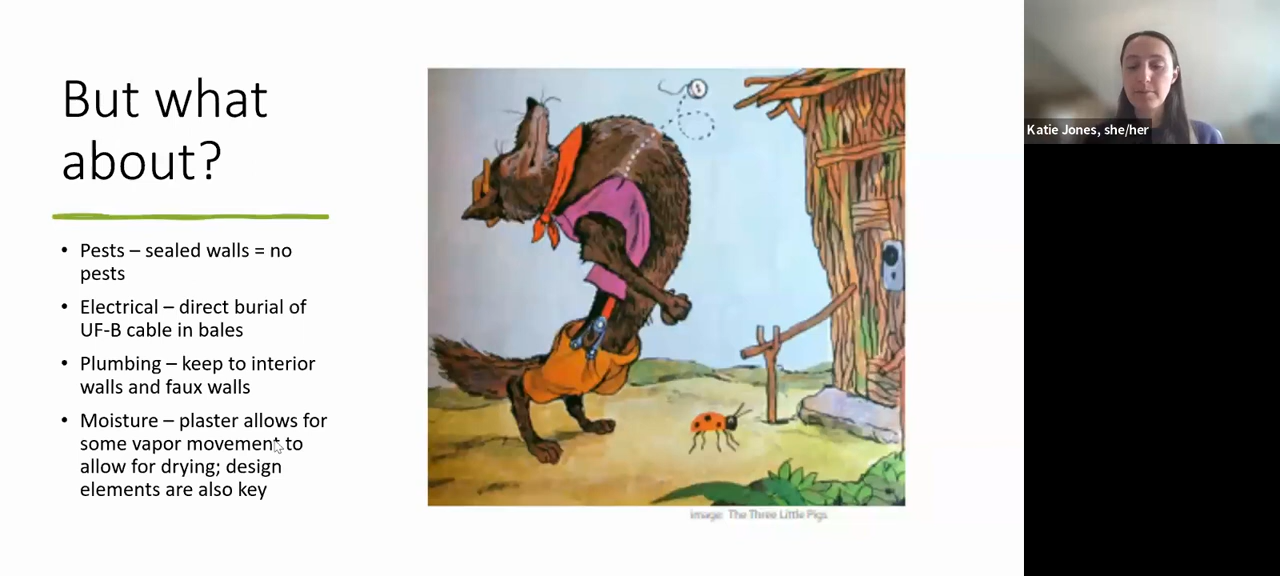 But what
about?
• Pests – sealed walls = no
pests
• Electrical – direct burial of
UF-B cable in bales
• Plumbing – keep to interior
walls and faux walls
• Moisture – plaster allows for
some vapor movement to
allow for drying; design
elements are also key
Image: The Three Little Pigs
Katie Jones, she/her